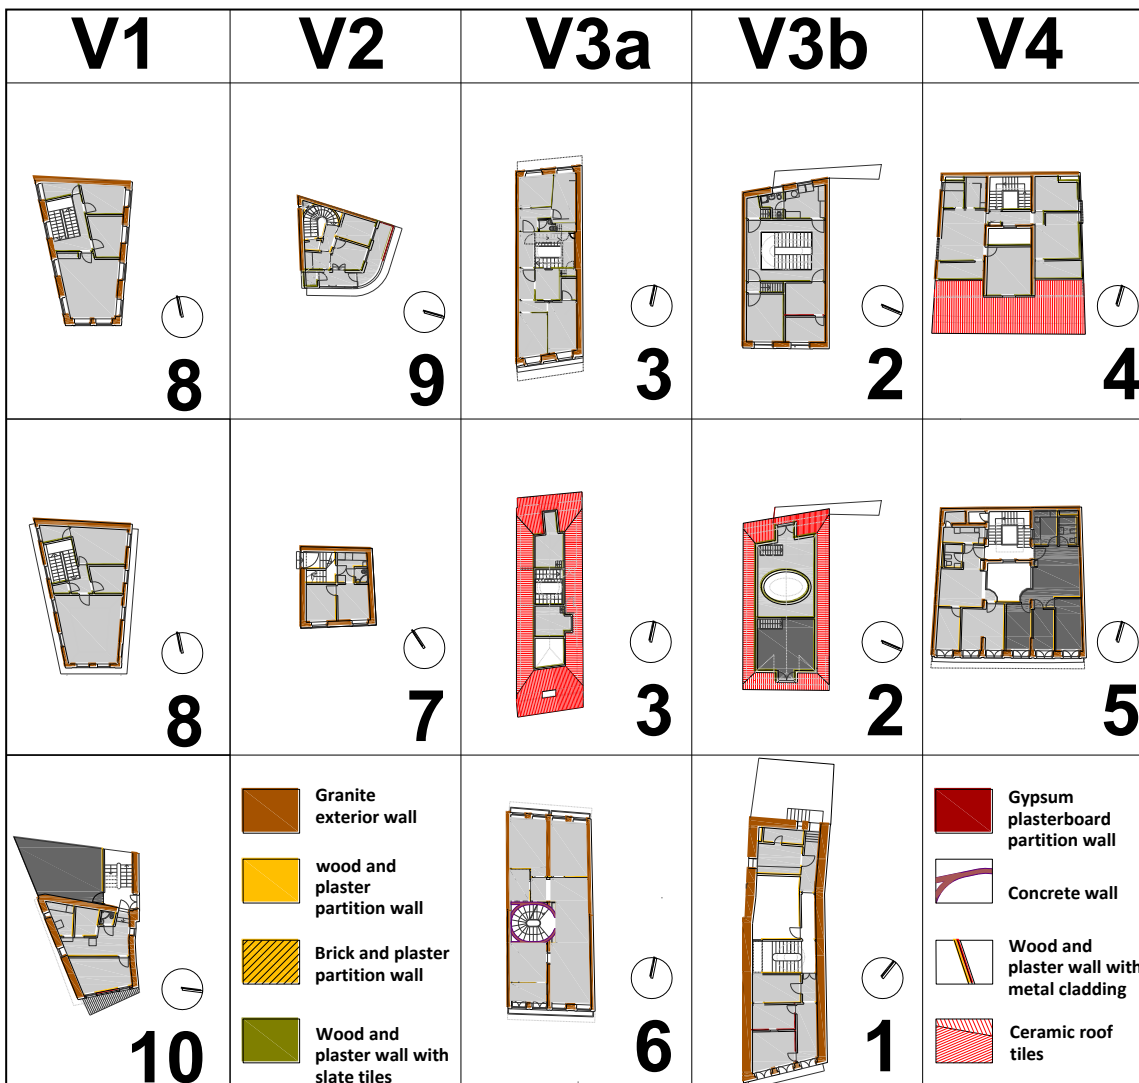 V1 V2 V3a V3b V4
8 9 3 2 4
8 7 3 2 5
10
Granite
exterior wall
wood and
plaster
partition wall
Brick and plaster
partition wall
Wood and
plaster wall with
slate tiles
6 1
Gypsum
plasterboard
partition wall
Concrete wall
Wood and
plaster wall with
metal cladding
Ceramic roof
tiles